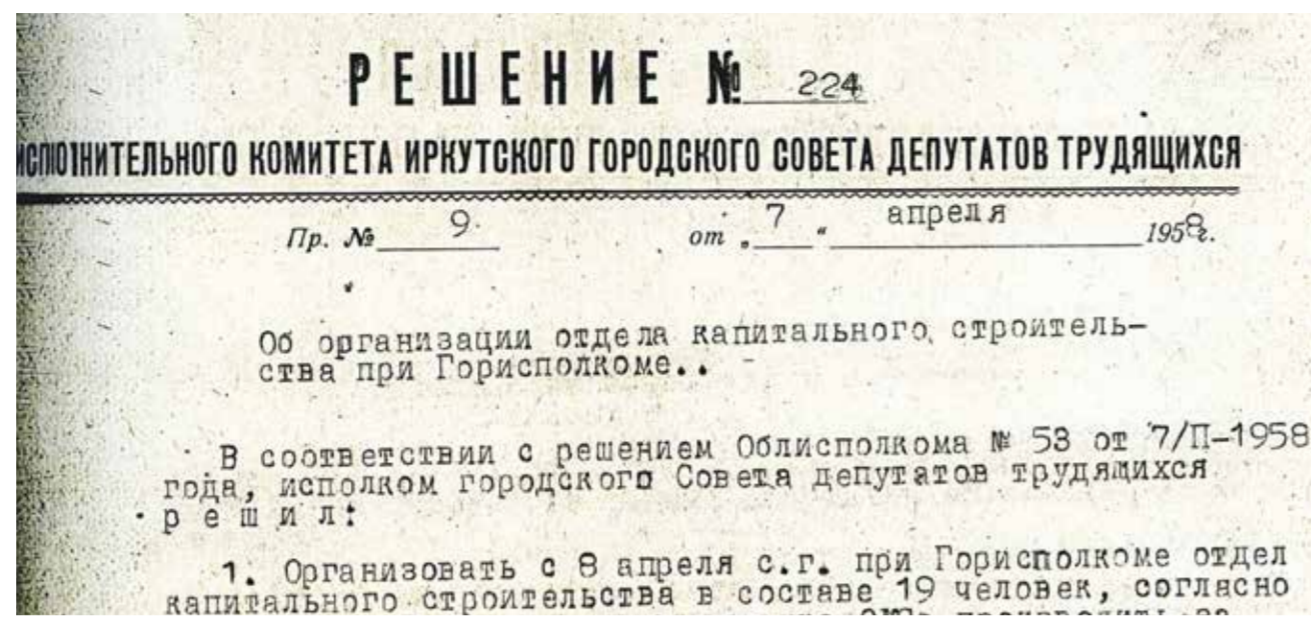 РЕШЕНИЕ № 224
ИСПОЛНИТЕЛЬНОГО КОМИТЕТА ИРКУТСКОГО ГОРОДСКОГО СОВЕТА ДЕПУТАТОВ ТРУДЯЩИХСЯ
Пр. № 9. от „7“ апреля 1958г.
Об организации отдела капитального строитель-
ства при Горисполкоме..
В соответствии с решением Облисполкома № 53 от 7/П-1958
года, исполком городского Совета депутатов трудящихся
р е ш и л:
1. Организовать с 8 апреля с.г. при Горисполкоме отдел
капитального строительства в составе 19 человек, согласно